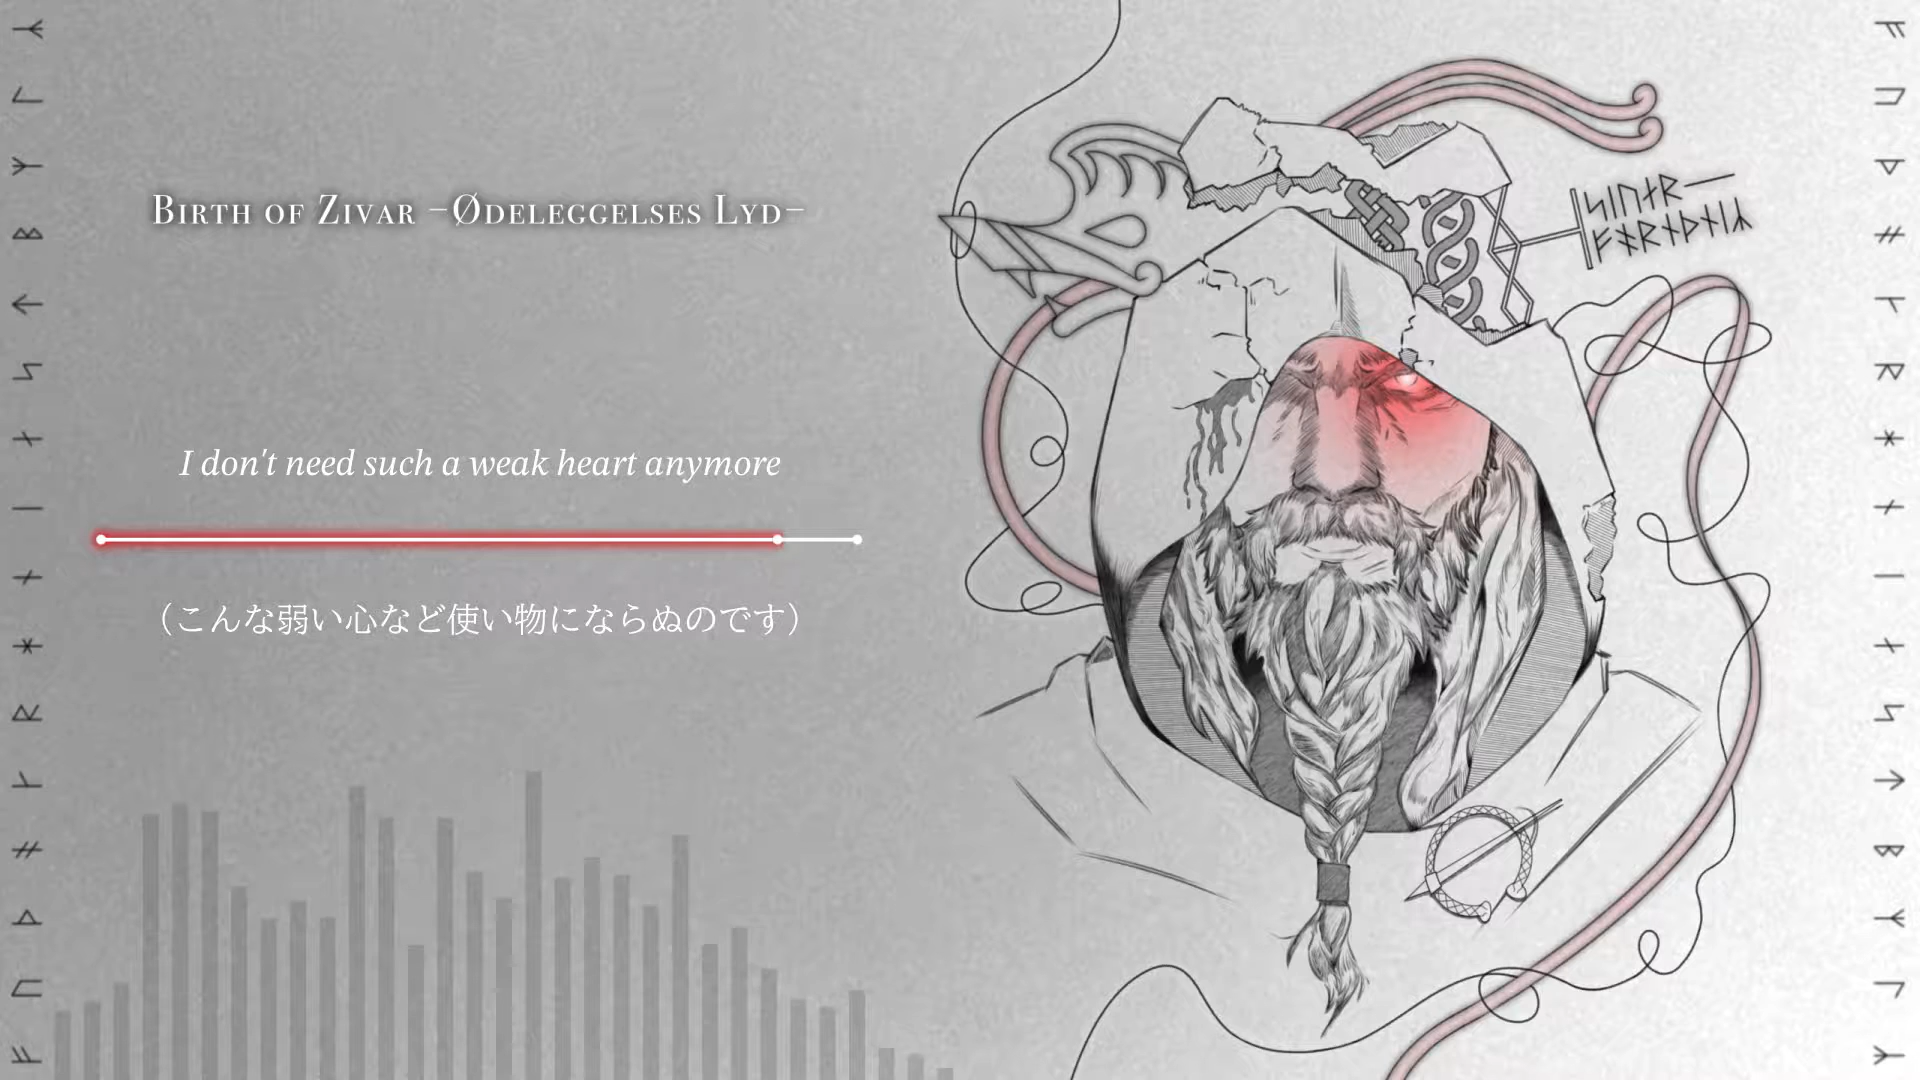 Birth of Zivar –Ødeleggelses Lyd–
I don't need such a weak heart anymore
（こんな弱い心など使い物にならぬのです）